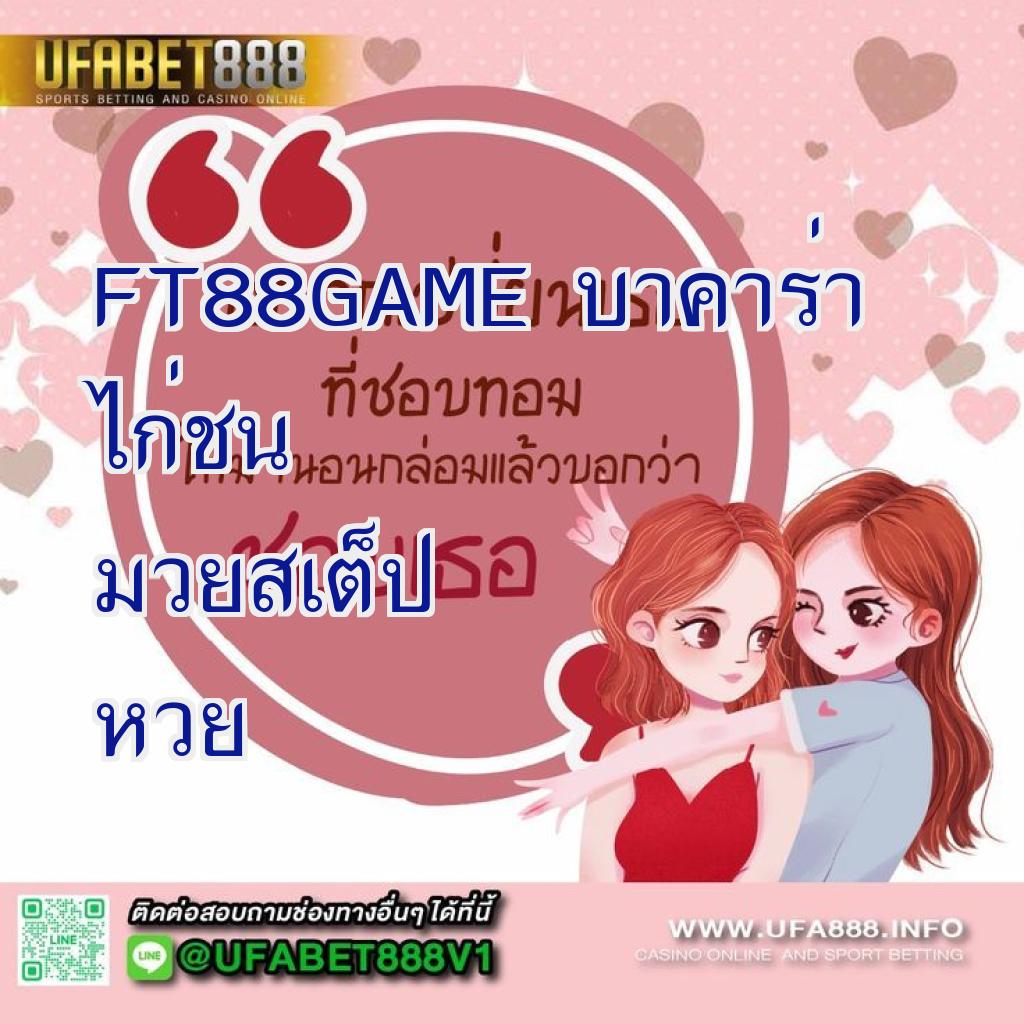 UFABET888
SPORTS BETTING AND CASINO ONLINE
FT88GAME บาคาร่า
ไก่ชน
ที่ชอบทอม
นอนกล่อมแล้วบอกว่า
มวยสเต็ป
หวย
ติดต่อสอบถามช่องทางอื่นๆ ได้ที่นี้
LINE
LINE
@UFABET888V1
WWW.UFA888.INFO
CASINO ONLINE AND SPORT BETTING